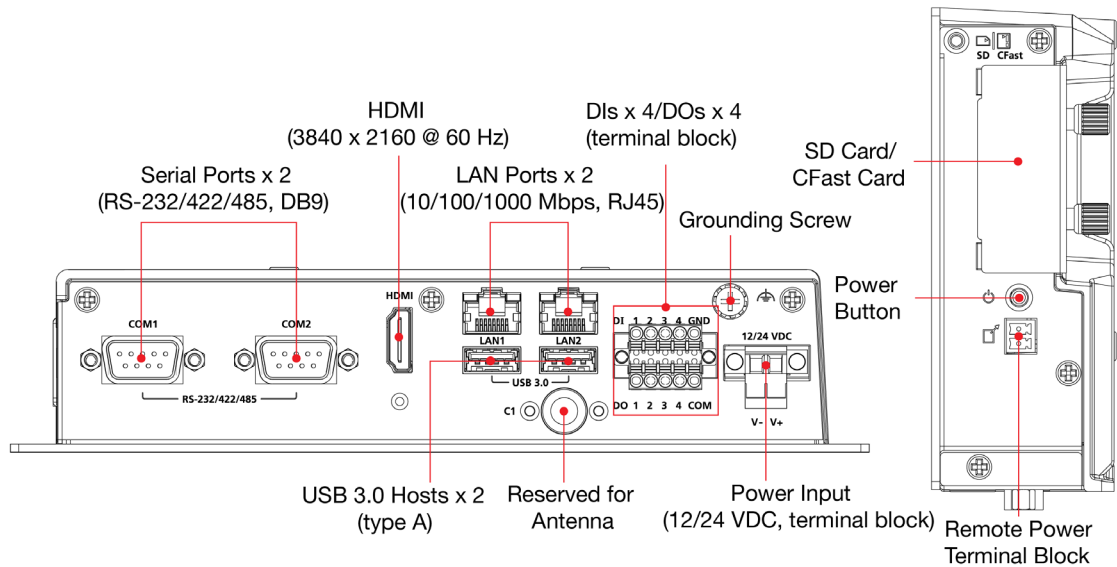 HDMI
(3840 x 2160 @ 60 Hz)
DIs x 4/DOs x 4
(terminal block)
Serial Ports x 2
(RS-232/422/485, DB9)
LAN Ports x 2
(10/100/1000 Mbps, RJ45)
Grounding Screw
SD CFast
SD Card/
CFast Card
Power
Button
HDMI
COM1
COM2
RS-232/422/485
LAN1
LAN2
USB 3.0
C1
DI 1 2 3 4 GND
DO 1 2 3 4 COM
12/24 VDC
V- V+
USB 3.0 Hosts x 2
(type A)
Reserved for
Antenna
Power Input
(12/24 VDC, terminal block)
Remote Power
Terminal Block